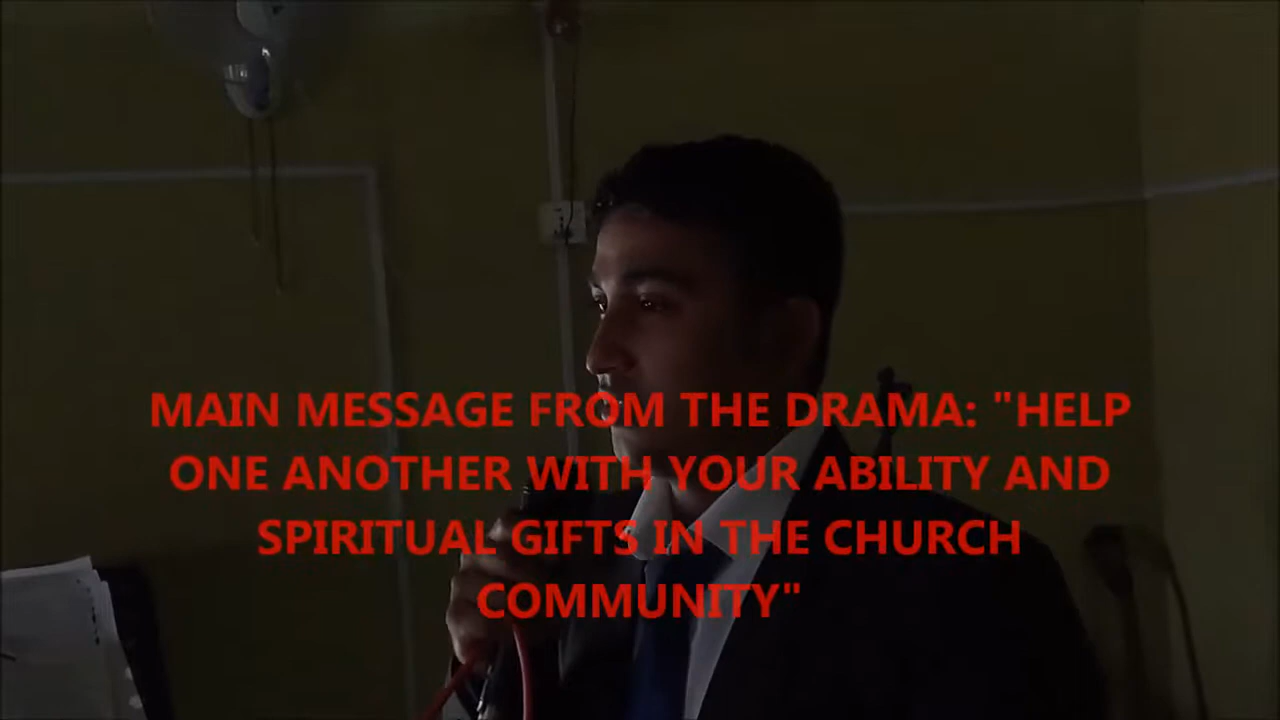 MAIN MESSAGE FROM THE DRAMA: "HELP
ONE ANOTHER WITH YOUR ABILITY AND
SPIRITUAL GIFTS IN THE CHURCH
COMMUNITY"